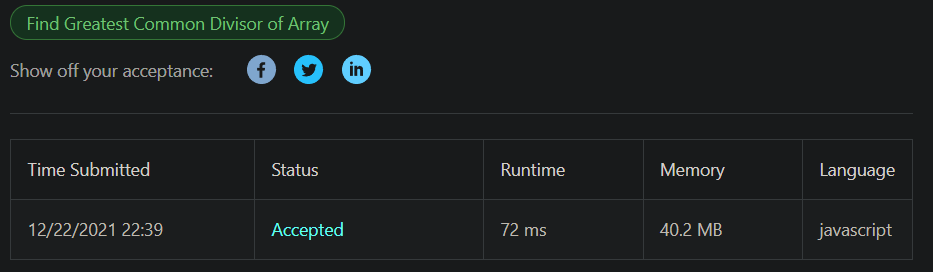 Find Greatest Common Divisor of Array
Show off your acceptance:
Time Submitted Status Runtime Memory Language
12/22/2021 22:39 Accepted 72 ms 40.2 MB javascript